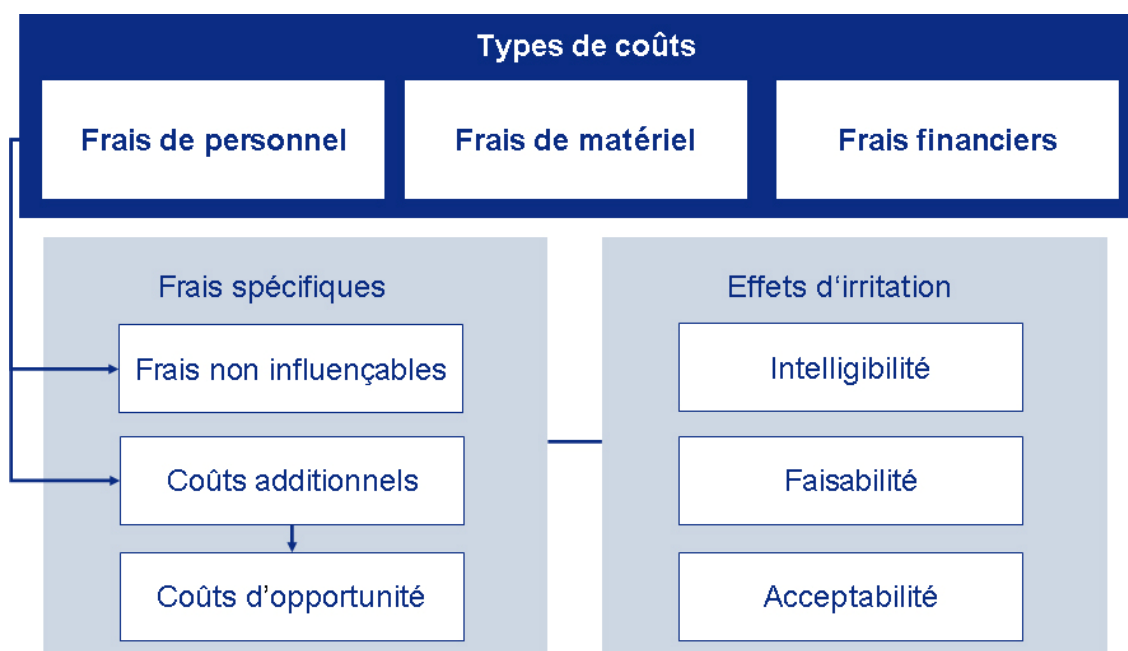 Types de coûts
Frais de personnel
Frais de matériel
Frais financiers
Frais spécifiques
Frais non influençables
Coûts additionnels
Coûts d’opportunité
Effets d‘irritation
Intelligibilité
Faisabilité
Acceptabilité